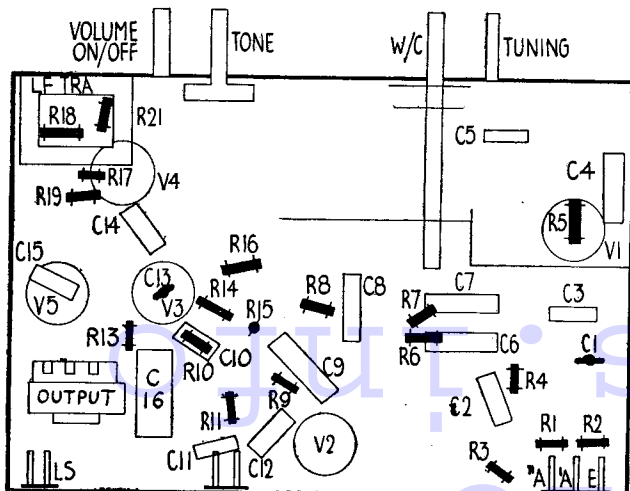 VOLUME
ON/OFF
TONE
W/C
TUNING
LF TRA
R18
R21
C5
C4
R17
V4
R19
R5
V1
C14
C15
R16
C13
V5
V3
R14
R15
R8
C8
C7
R7
C3
R13
R10
C10
C9
R6
C6
C1
OUTPUT
C
16
R9
R4
C2
R11
R1
R2
C11
C12
V2
R3
LS
"A
'A
E